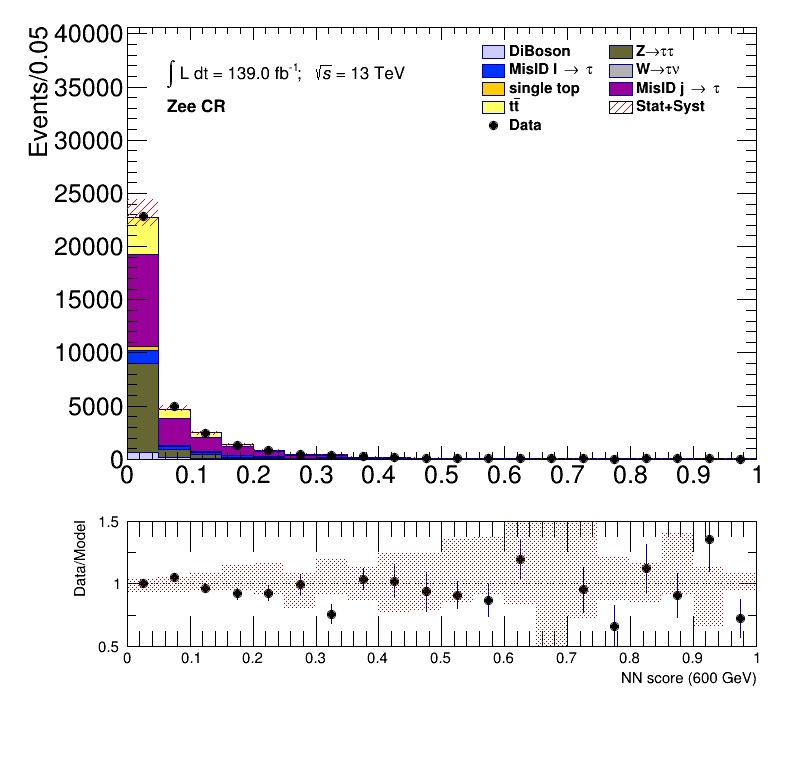 Events/0.05
40000
35000
30000
25000
20000
15000
10000
5000
0
∫ L dt = 139.0 fb⁻¹; √s = 13 TeV
Zee CR
DiBoson
Z→ττ
MisID l → τ
W→τν
single top
MisID j → τ
tt̄
Stat+Syst
Data
0 0.1 0.2 0.3 0.4 0.5 0.6 0.7 0.8 0.9 1
Data/Model
1.5
1
0.5
0 0.1 0.2 0.3 0.4 0.5 0.6 0.7 0.8 0.9 1
NN score (600 GeV)